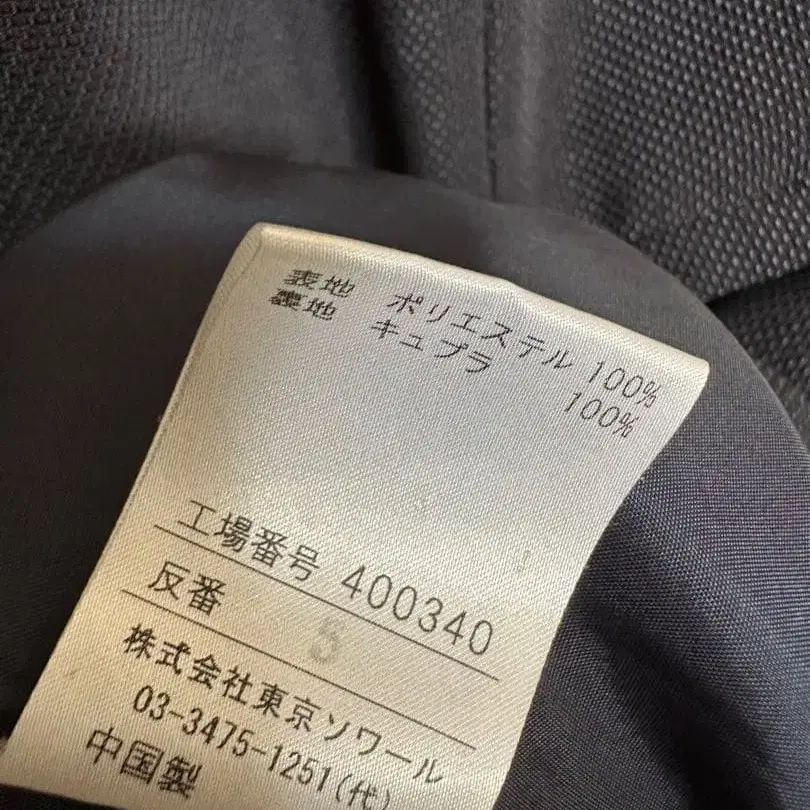 表地 ポリエステル 100%
裏地 キュプラ 100%
工場番号 400340
反番 5
株式会社東京ソワール
03-3475-1251(代)
中国製